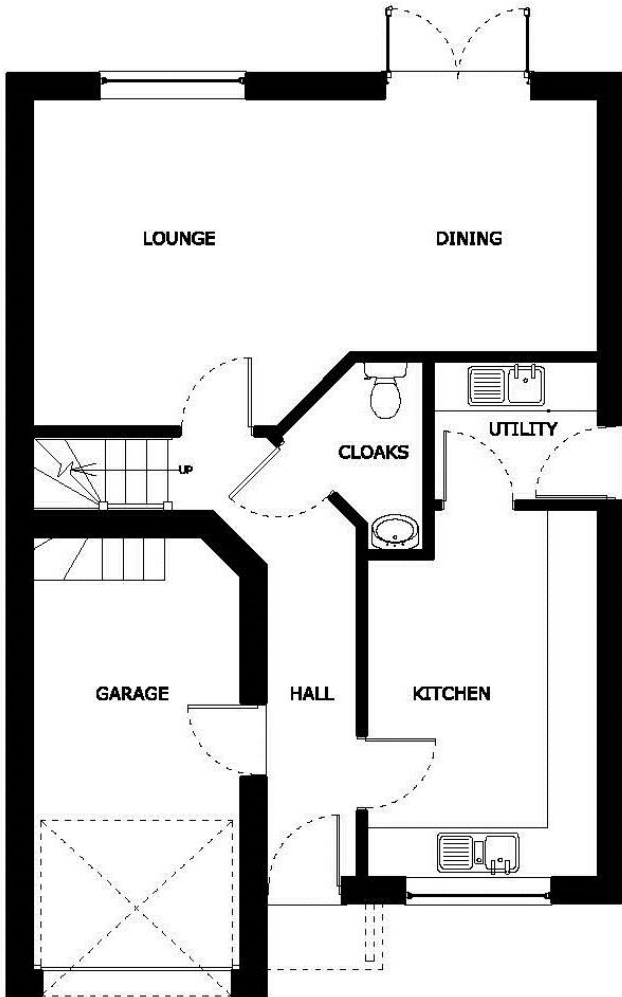 LOUNGE
DINING
UTILITY
CLOAKS
UP
GARAGE
HALL
KITCHEN